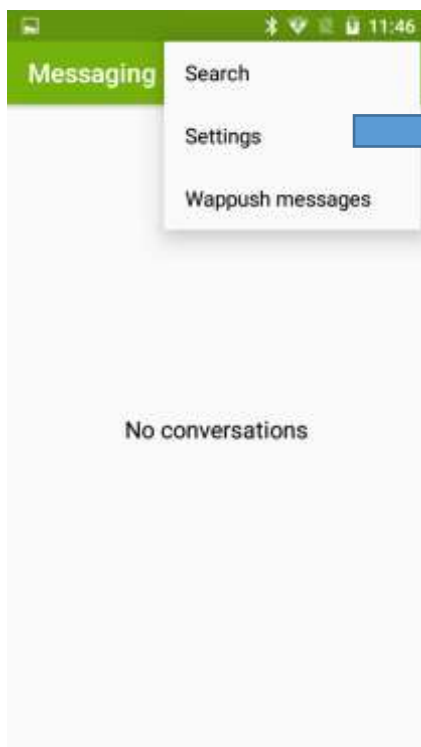 11:46
Messaging
Search
Settings
Wappush messages
No conversations